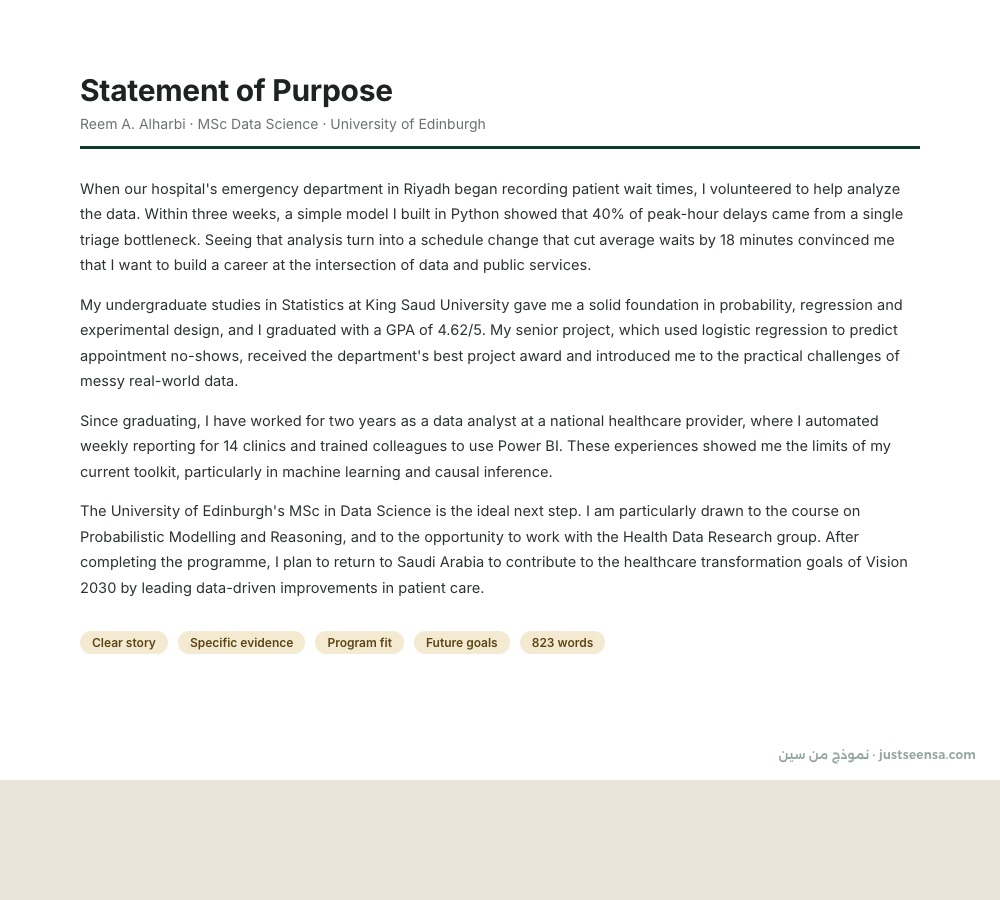 Statement of Purpose
Reem A. Alharbi · MSc Data Science · University of Edinburgh
When our hospital's emergency department in Riyadh began recording patient wait times, I volunteered to help analyze
the data. Within three weeks, a simple model I built in Python showed that 40% of peak-hour delays came from a single
triage bottleneck. Seeing that analysis turn into a schedule change that cut average waits by 18 minutes convinced me
that I want to build a career at the intersection of data and public services.
My undergraduate studies in Statistics at King Saud University gave me a solid foundation in probability, regression and
experimental design, and I graduated with a GPA of 4.62/5. My senior project, which used logistic regression to predict
appointment no-shows, received the department's best project award and introduced me to the practical challenges of
messy real-world data.
Since graduating, I have worked for two years as a data analyst at a national healthcare provider, where I automated
weekly reporting for 14 clinics and trained colleagues to use Power BI. These experiences showed me the limits of my
current toolkit, particularly in machine learning and causal inference.
The University of Edinburgh's MSc in Data Science is the ideal next step. I am particularly drawn to the course on
Probabilistic Modelling and Reasoning, and to the opportunity to work with the Health Data Research group. After
completing the programme, I plan to return to Saudi Arabia to contribute to the healthcare transformation goals of Vision
2030 by leading data-driven improvements in patient care.
Clear story Specific evidence Program fit Future goals 823 words
نموذج من سين · justseensa.com